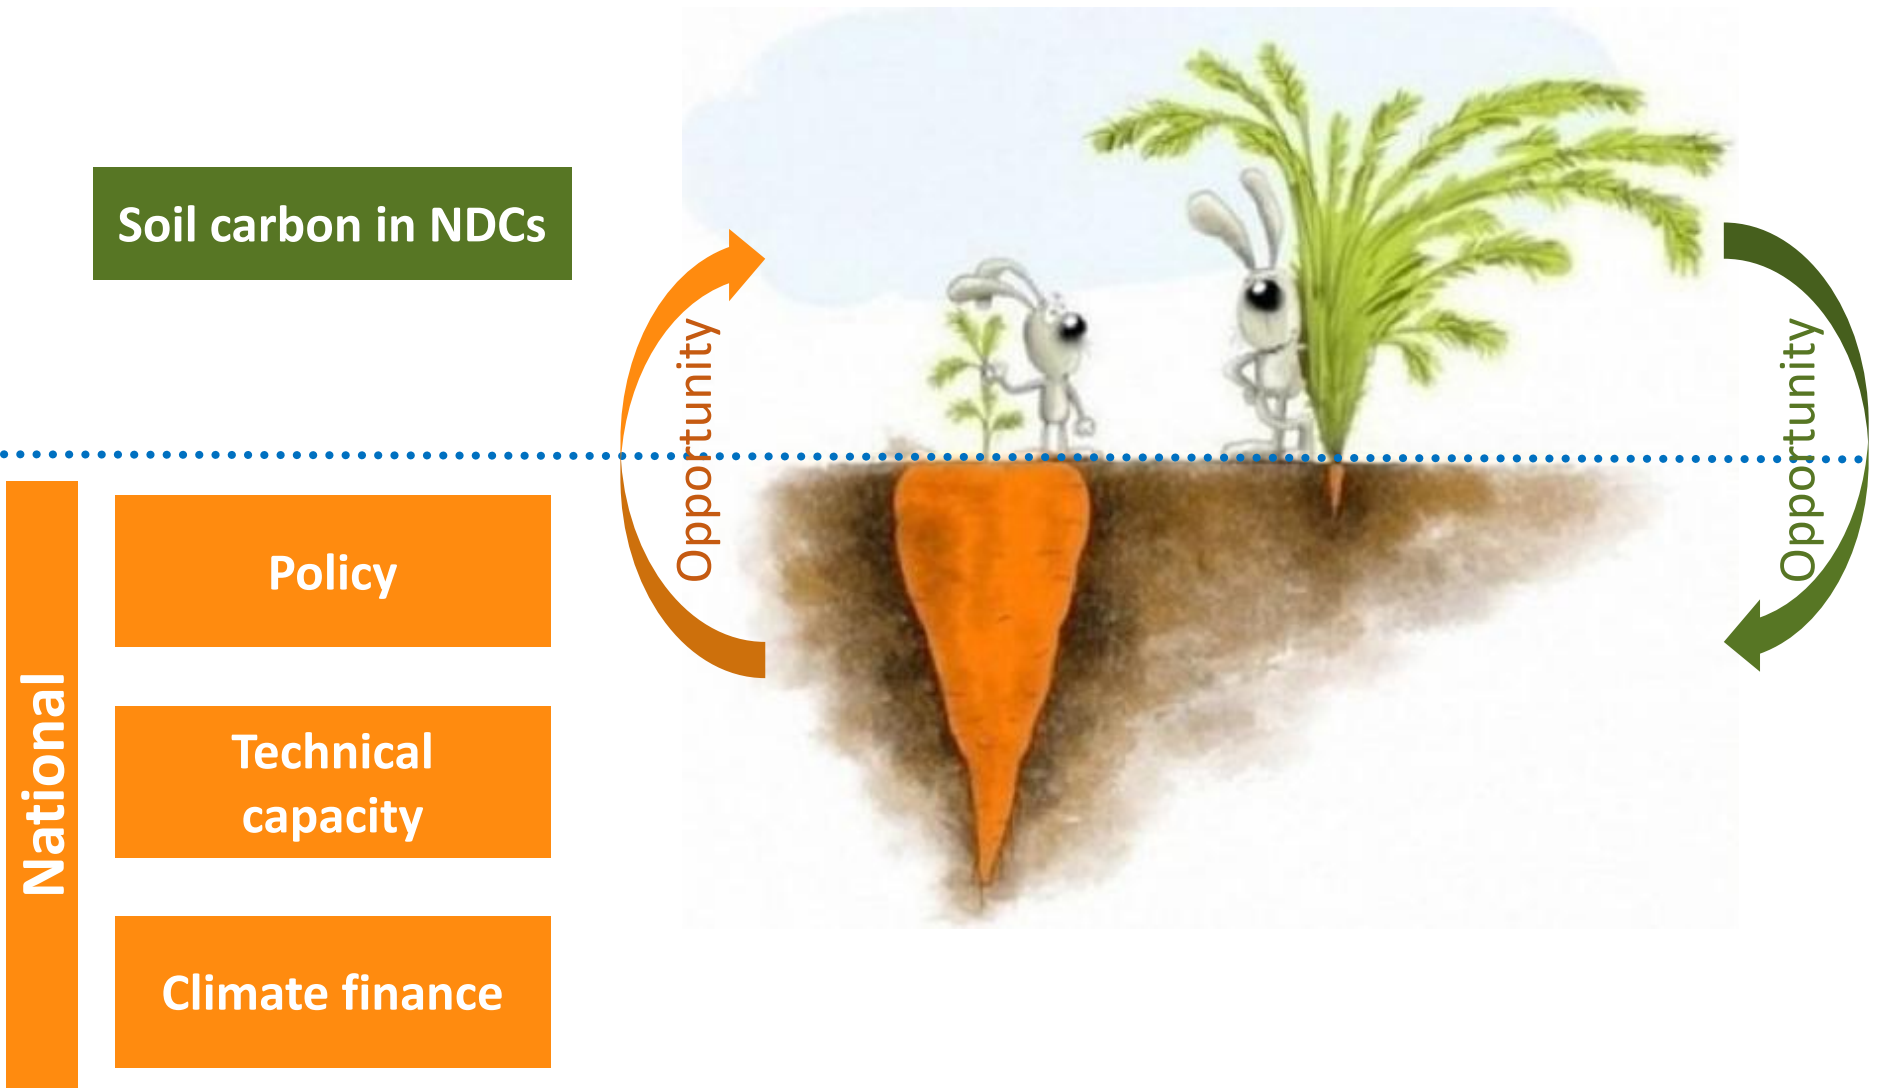 Soil carbon in NDCs
Opportunity
Opportunity
National
Policy
Technical
capacity
Climate finance